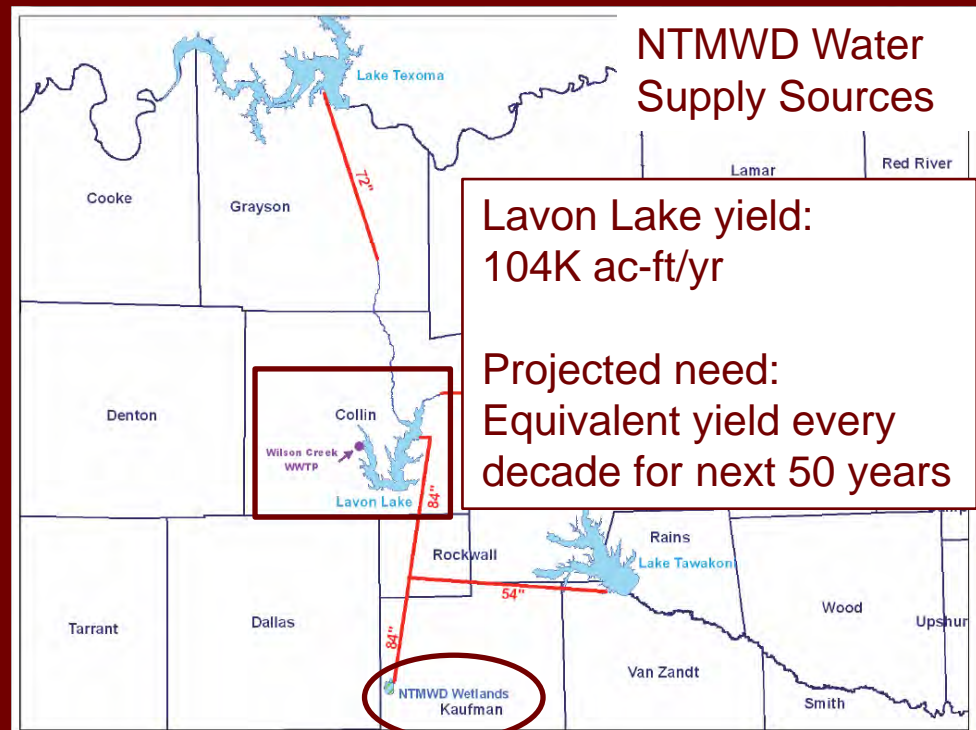 NTMWD Water
Supply Sources
Lake Texoma
Lamar
Red River
Cooke
Grayson
72"
Lavon Lake yield:
104K ac-ft/yr
Projected need:
Equivalent yield every
decade for next 50 years
Denton
Collin
Wilson Creek
WWTP
Lavon Lake
84"
Rockwall
Rains
Lake Tawakoni
54"
Wood
Upshur
Tarrant
Dallas
84"
Van Zandt
NTMWD Wetlands
Kaufman
Smith